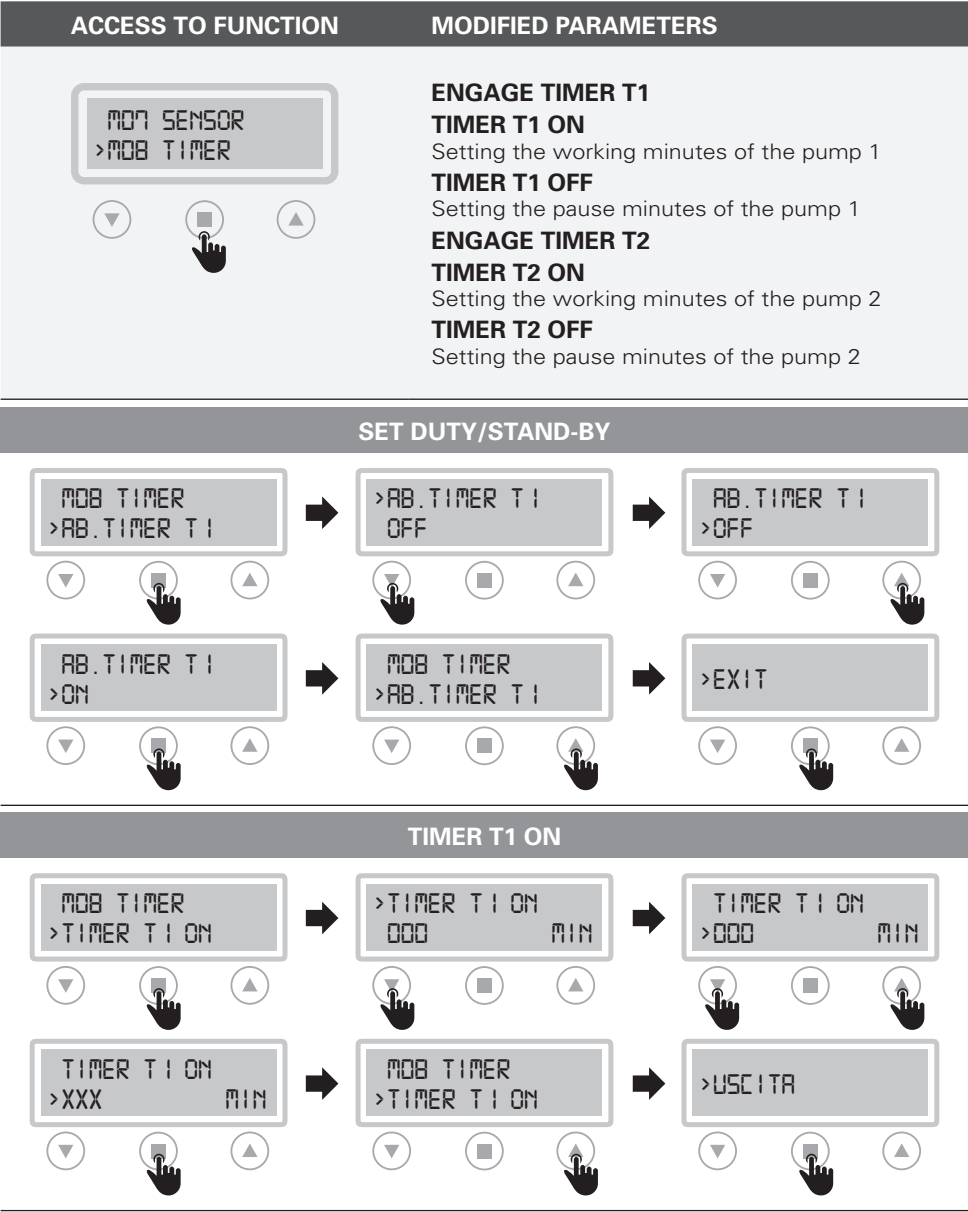 ACCESS TO FUNCTION
MODIFIED PARAMETERS
M07 SENSOR
>M08 TIMER
ENGAGE TIMER T1
TIMER T1 ON
Setting the working minutes of the pump 1
TIMER T1 OFF
Setting the pause minutes of the pump 1
ENGAGE TIMER T2
TIMER T2 ON
Setting the working minutes of the pump 2
TIMER T2 OFF
Setting the pause minutes of the pump 2
SET DUTY/STAND-BY
M08 TIMER
>AB.TIMER T1
>AB.TIMER T1
OFF
AB.TIMER T1
>OFF
AB.TIMER T1
>ON
M08 TIMER
>AB.TIMER T1
>EXIT
TIMER T1 ON
M08 TIMER
>TIMER T1 ON
>TIMER T1 ON
000 MIN
TIMER T1 ON
>000 MIN
TIMER T1 ON
>XXX MIN
M08 TIMER
>TIMER T1 ON
>USCITA